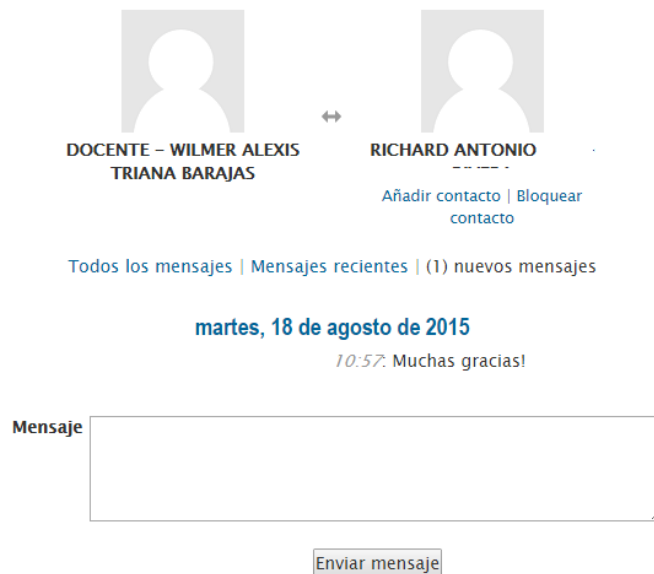 DOCENTE - WILMER ALEXIS
TRIANA BARAJAS
RICHARD ANTONIO
Añadir contacto | Bloquear
contacto
Todos los mensajes | Mensajes recientes | (1) nuevos mensajes
martes, 18 de agosto de 2015
10:57: Muchas gracias!
Mensaje
Enviar mensaje